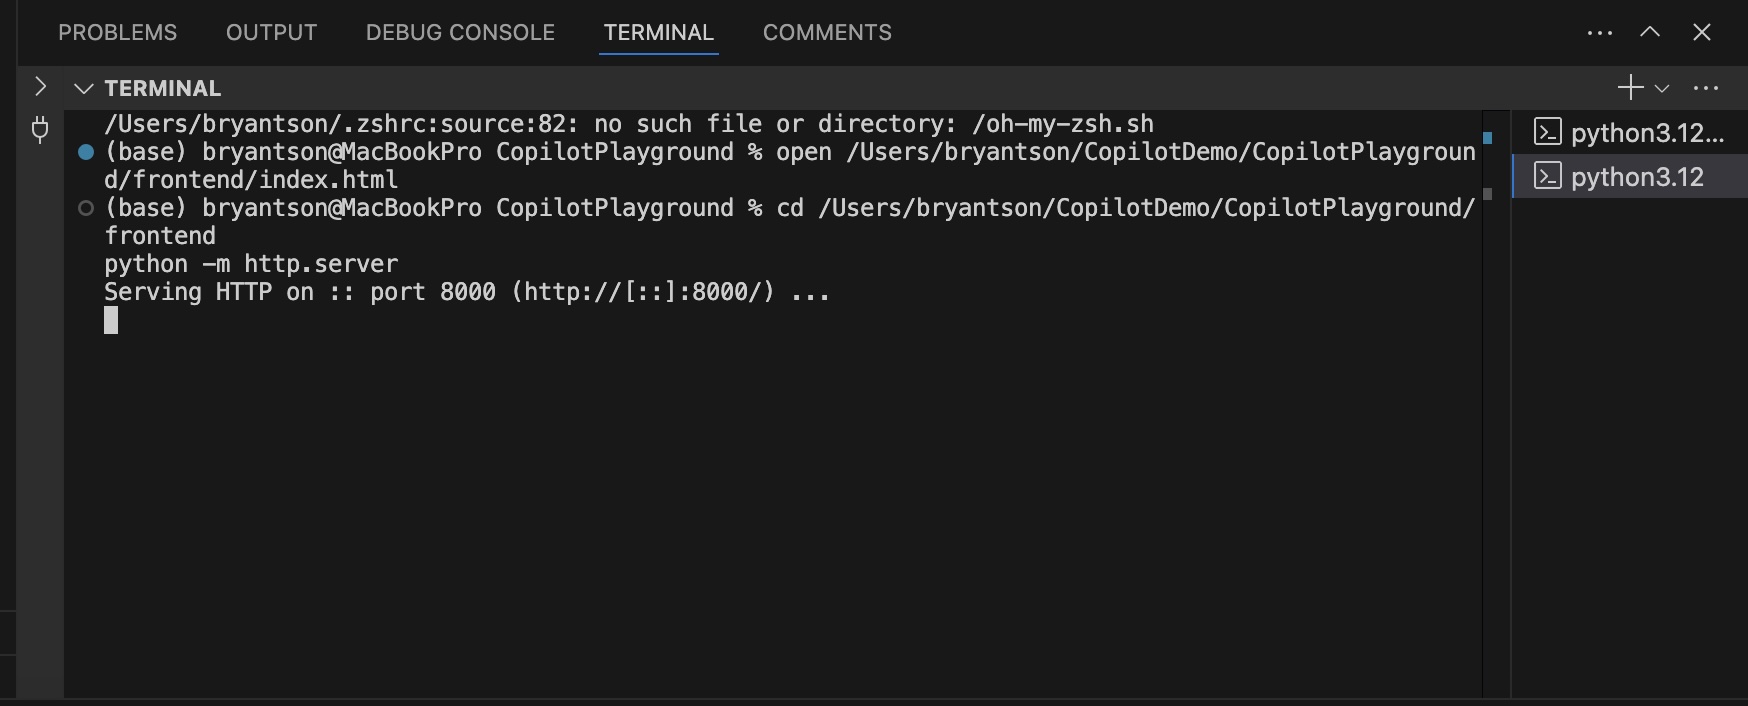 PROBLEMS OUTPUT DEBUG CONSOLE TERMINAL COMMENTS
TERMINAL
/Users/bryantson/.zshrc:source:82: no such file or directory: /oh-my-zsh.sh
(base) bryantson@MacBookPro CopilotPlayground % open /Users/bryantson/CopilotDemo/CopilotPlaygroun
d/frontend/index.html
(base) bryantson@MacBookPro CopilotPlayground % cd /Users/bryantson/CopilotDemo/CopilotPlayground/
frontend
python -m http.server
Serving HTTP on :: port 8000 (http://[::]:8000/) ...
python3.12...
python3.12